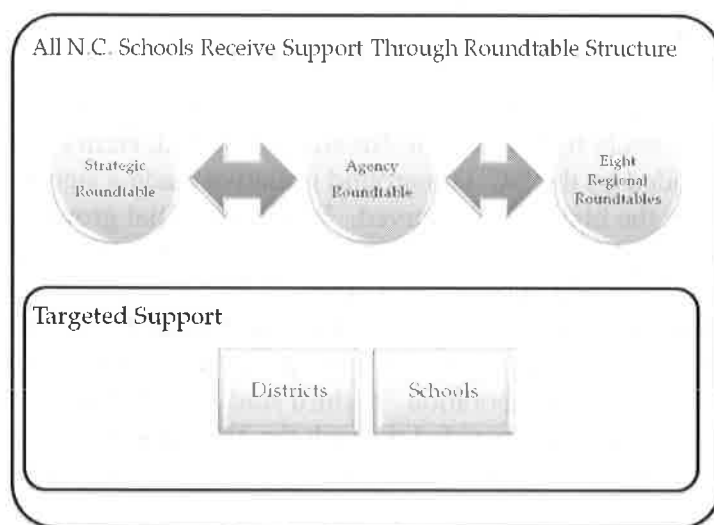 All N.C. Schools Receive Support Through Roundtable Structure
Strategic
Roundtable
Agency
Roundtable
Eight
Regional
Roundtables
Targeted Support
Districts
Schools